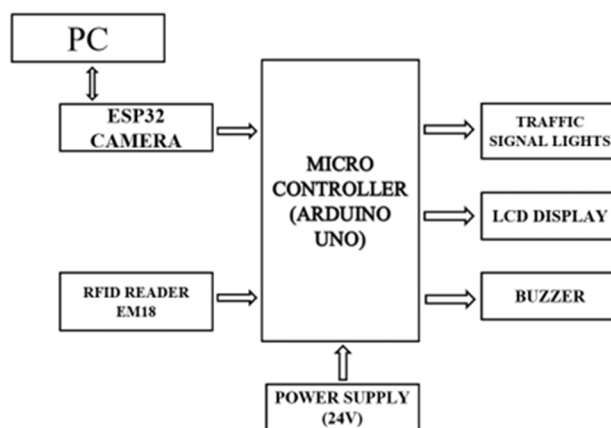 PC
ESP32
CAMERA
MICRO
CONTROLLER
(ARDUINO
UNO)
TRAFFIC
SIGNAL LIGHTS
LCD DISPLAY
RFID READER
EM18
BUZZER
POWER SUPPLY
(24V)